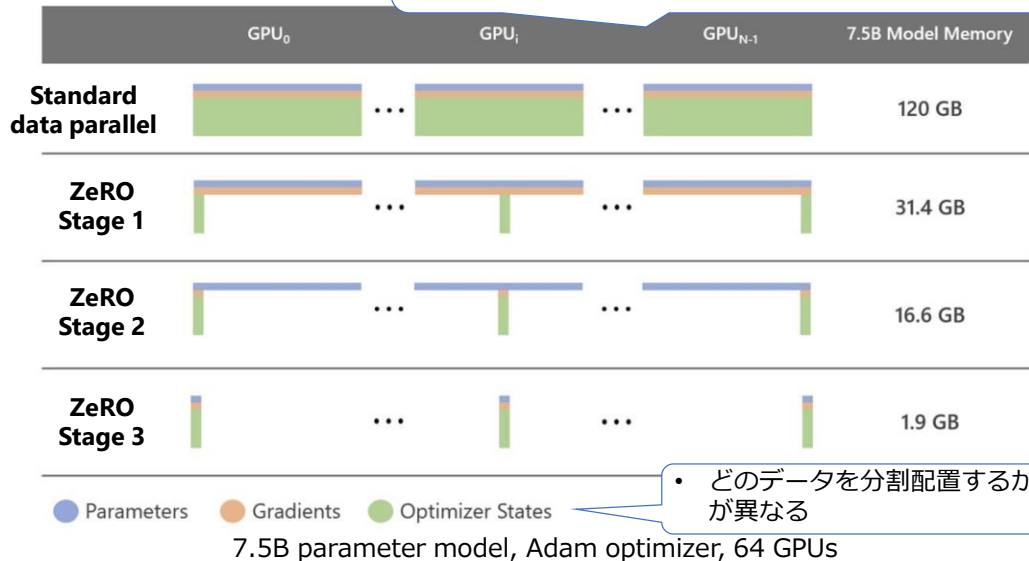 GPU₀ GPUᵢ GPU_N-1 7.5B Model Memory
Standard
data parallel
... ... 120 GB
ZeRO
Stage 1
... ... 31.4 GB
ZeRO
Stage 2
... ... 16.6 GB
ZeRO
Stage 3
... ... 1.9 GB
• どのデータを分割配置するか
が異なる
Parameters Gradients Optimizer States
7.5B parameter model, Adam optimizer, 64 GPUs